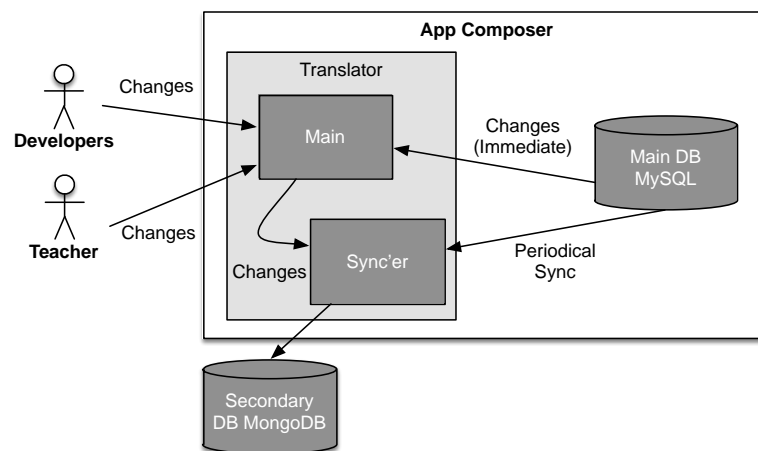 App Composer
Translator
Changes
Developers
Main
Changes
(Immediate)
Main DB
MySQL
Changes
Teacher
Changes
Sync'er
Periodical
Sync
Secondary
DB MongoDB